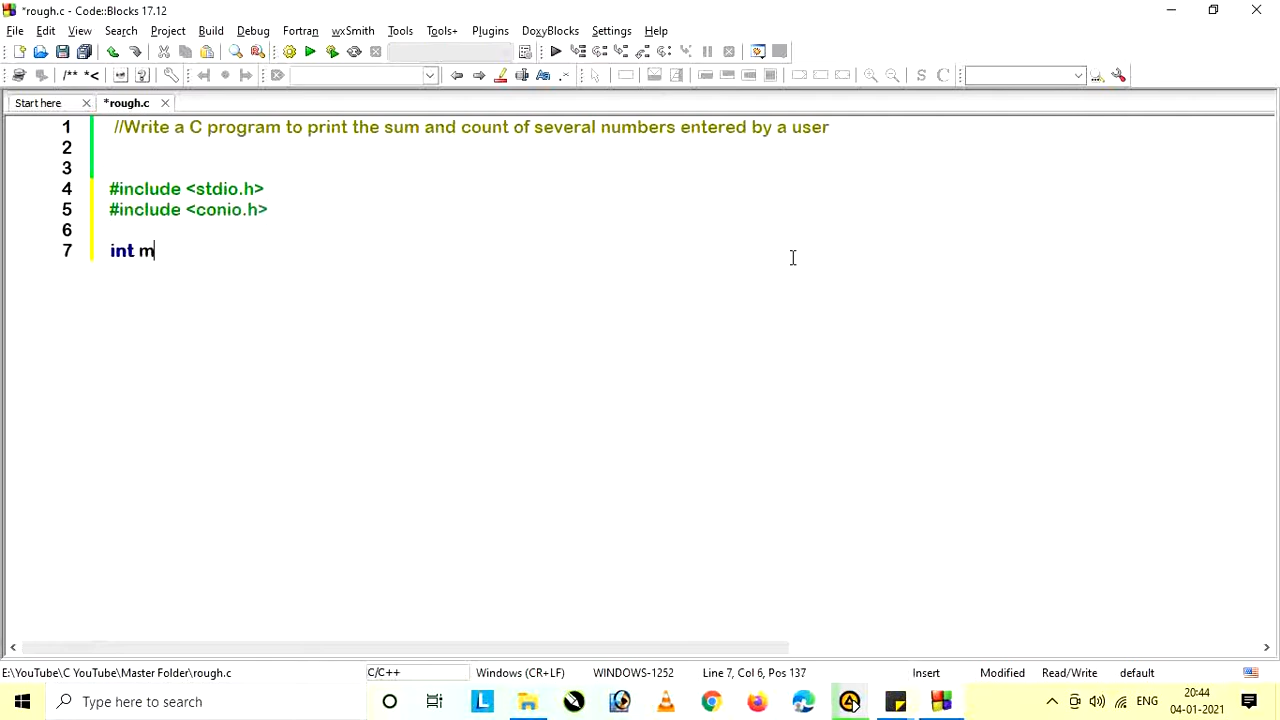 *rough.c - Code::Blocks 17.12
File Edit View Search Project Build Debug Fortran wxSmith Tools Tools+ Plugins DoxyBlocks Settings Help
/** *<
S C
Start here *rough.c
1 //Write a C program to print the sum and count of several numbers entered by a user
2
3
4 #include <stdio.h>
5 #include <conio.h>
6
7 int m
E:\YouTube\C YouTube\Master Folder\rough.c C/C++ Windows (CR+LF) WINDOWS-1252 Line 7, Col 6, Pos 137 Insert Modified Read/Write default
Type here to search L ENG 20:44
04-01-2021